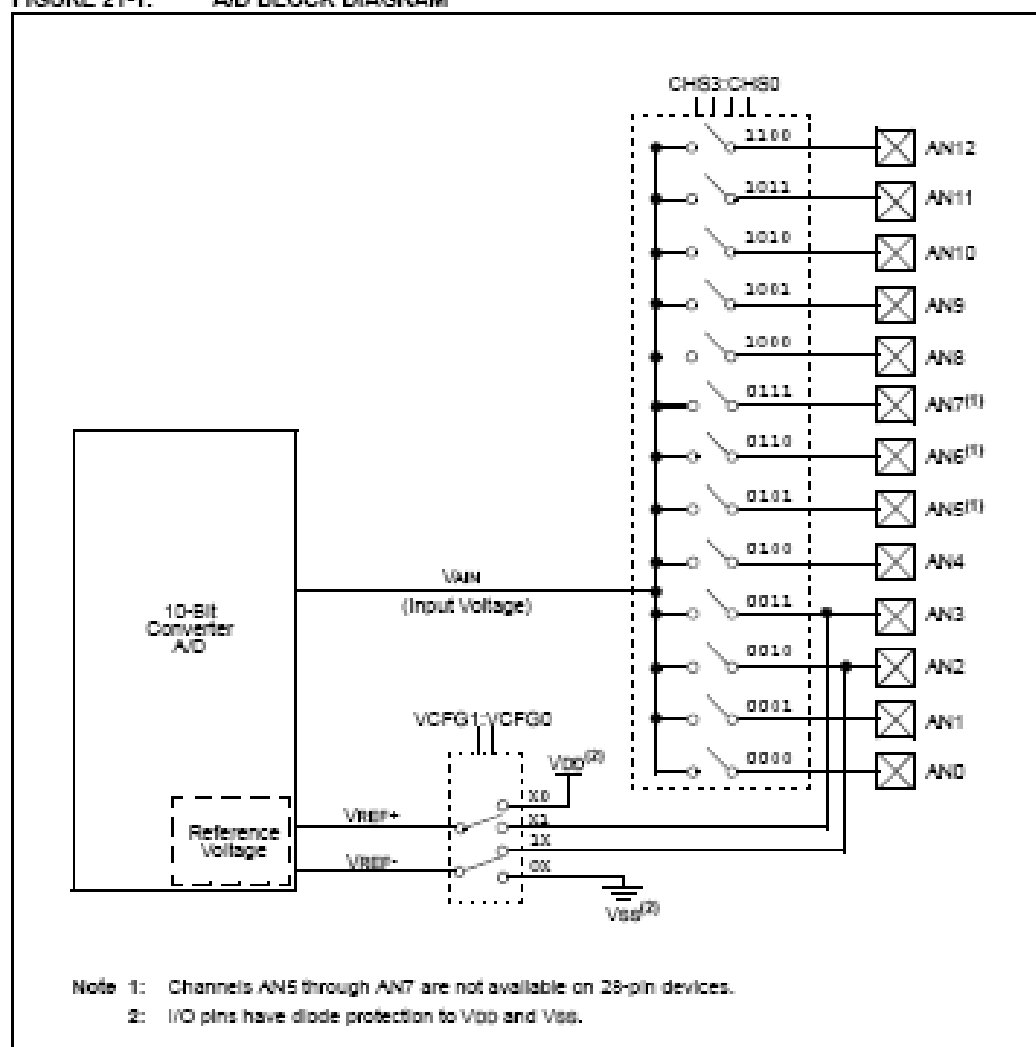 FIGURE 21-1: A/D BLOCK DIAGRAM
CHS3:CHS0
1100 AN12
1011 AN11
1010 AN10
1001 AN9
1000 AN8
0111 AN7(1)
0110 AN6(1)
0101 AN5(1)
0100 AN4
0011 AN3
0010 AN2
0001 AN1
0000 AN0
VAIN
(Input Voltage)
10-Bit
Converter
A/D
VCFG1:VCFG0
VDD(2)
X0
X1
1X
0X
VREF+
VREF-
Reference
Voltage
VSS(2)
Note 1: Channels AN5 through AN7 are not available on 28-pin devices.
2: I/O pins have diode protection to VDD and VSS.